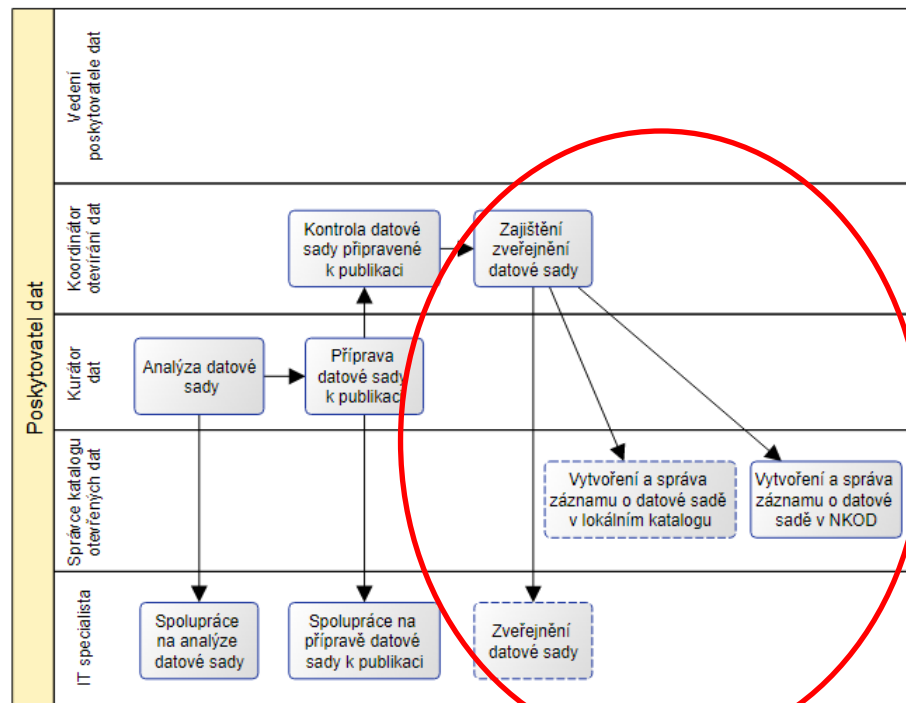 Poskytovatel dat
Vedení
poskytovatele dat
Koordinátor
otevírání dat
Kontrola datové
sady připravené
k publikaci
Zajištění
zveřejnění
datové sady
Kurátor
dat
Analýza datové
sady
Příprava
datové sady
k publikaci
Správce katalogu
otevřených dat
Vytvoření a správa
záznamu o datové sadě
v lokálním katalogu
Vytvoření a správa
záznamu o datové
sadě v NKOD
IT specialista
Spolupráce
na analýze
datové sady
Spolupráce na
přípravě datové
sady k publikaci
Zveřejnění
datové sady